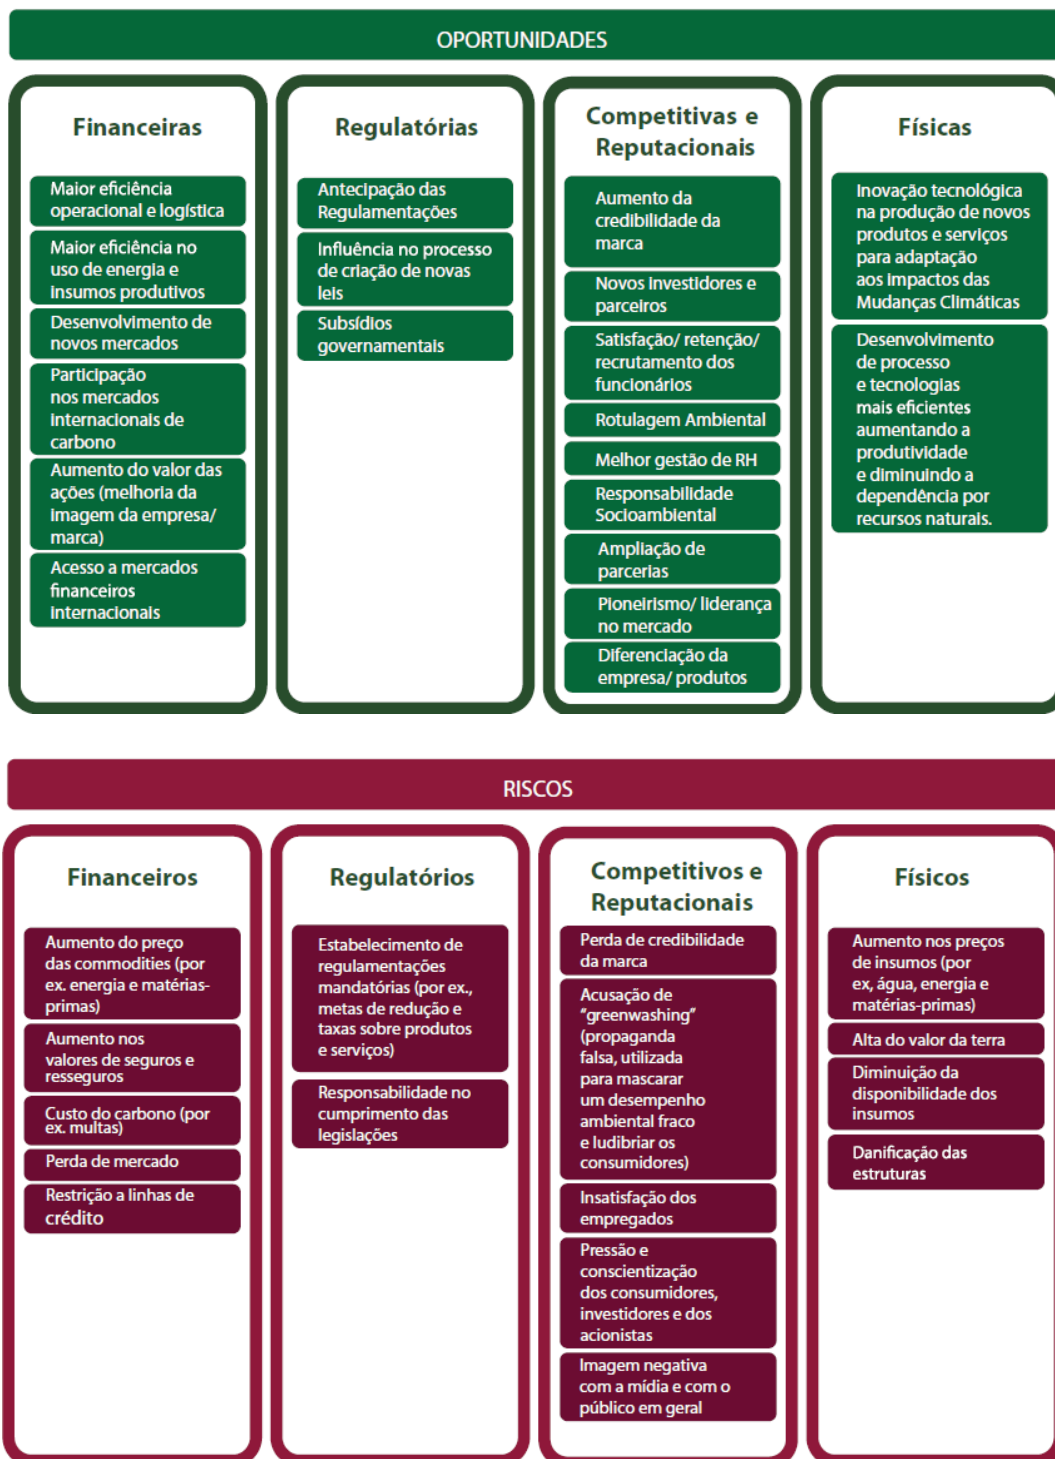 OPORTUNIDADES
Financeiras
Maior eficiência
operacional e logística
Maior eficiência no
uso de energia e
insumos produtivos
Desenvolvimento de
novos mercados
Participação
nos mercados
internacionais de
carbono
Aumento do valor das
ações (melhoria da
imagem da empresa/
marca)
Acesso a mercados
financeiros
internacionais
Regulatórias
Antecipação das
Regulamentações
Influência no processo
de criação de novas
leis
Subsídios
governamentais
Competitivas e
Reputacionais
Aumento da
credibilidade da
marca
Novos investidores e
parceiros
Satisfação/ retenção/
recrutamento dos
funcionários
Rotulagem Ambiental
Melhor gestão de RH
Responsabilidade
Socioambiental
Ampliação de
parcerias
Pioneirismo/ liderança
no mercado
Diferenciação da
empresa/ produtos
Físicas
Inovação tecnológica
na produção de novos
produtos e serviços
para adaptação
aos impactos das
Mudanças Climáticas
Desenvolvimento
de processo
e tecnologias
mais eficientes
aumentando a
produtividade
e diminuindo a
dependência por
recursos naturais.
RISCOS
Financeiros
Aumento do preço
das commodities (por
ex. energia e matérias-
primas)
Aumento nos
valores de seguros e
resseguros
Custo do carbono (por
ex. multas)
Perda de mercado
Restrição a linhas de
crédito
Regulatórios
Estabelecimento de
regulamentações
mandatórias (por ex.,
metas de redução e
taxas sobre produtos
e serviços)
Responsabilidade no
cumprimento das
legislações
Competitivos e
Reputacionais
Perda de credibilidade
da marca
Acusação de
“greenwashing”
(propaganda
falsa, utilizada
para mascarar
um desempenho
ambiental fraco
e ludibriar os
consumidores)
Insatisfação dos
empregados
Pressão e
conscientização
dos consumidores,
investidores e dos
acionistas
Imagem negativa
com a mídia e com o
público em geral
Físicos
Aumento nos preços
de insumos (por
ex, água, energia e
matérias-primas)
Alta do valor da terra
Diminuição da
disponibilidade dos
insumos
Danificação das
estruturas